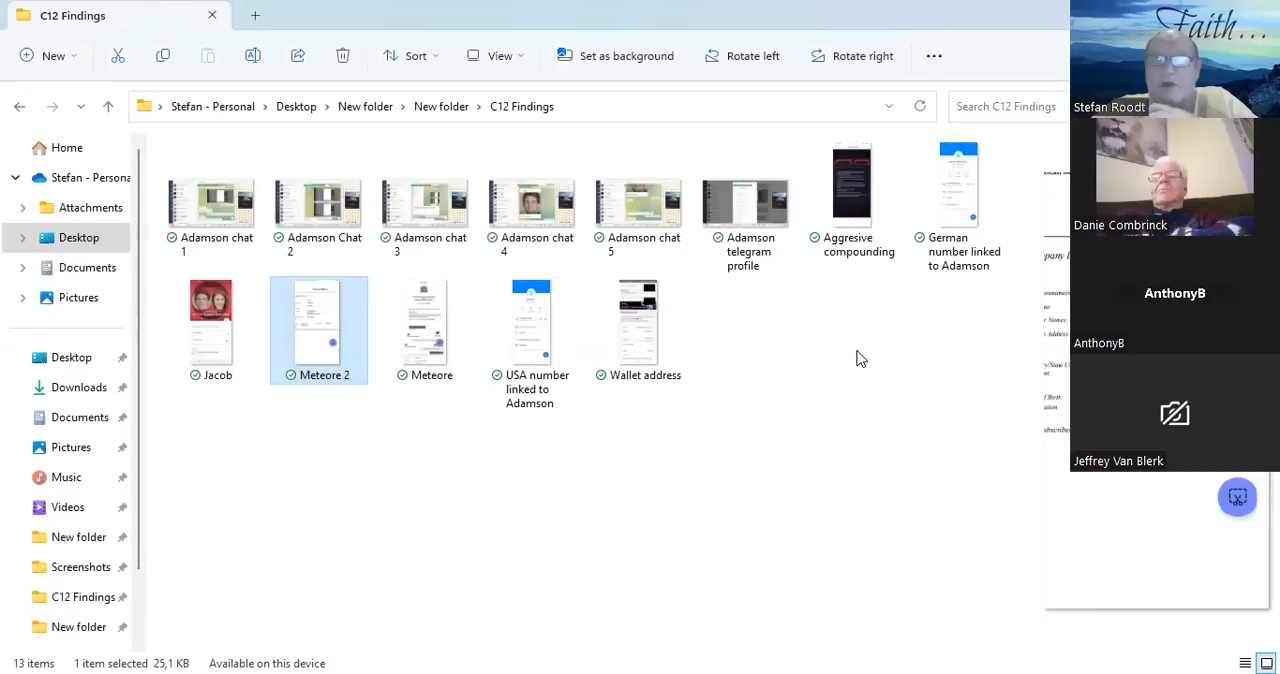 C12 Findings
New
Sort
View
Set as background
Rotate left
Rotate right
Stefan - Personal
Desktop
New folder
New folder
C12 Findings
Search C12 Findings
Home
Stefan - Persona
Attachments
Desktop
Documents
Pictures
Desktop
Downloads
Documents
Pictures
Music
Videos
New folder
Screenshots
C12 Findings
New folder
Adamson chat
1
Adamson Chat
2
Adamson chat
3
Adamson chat
4
Adamson chat
5
Adamson
telegram
profile
Aggresive
compounding
German
number linked
to Adamson
Jacob
Meteore 2
Meteore
USA number
linked to
Adamson
Wallet address
Faith...
Stefan Roodt
Danie Combrinck
AnthonyB
AnthonyB
Jeffrey Van Blerk
13 items
1 item selected 25,1 KB
Available on this device